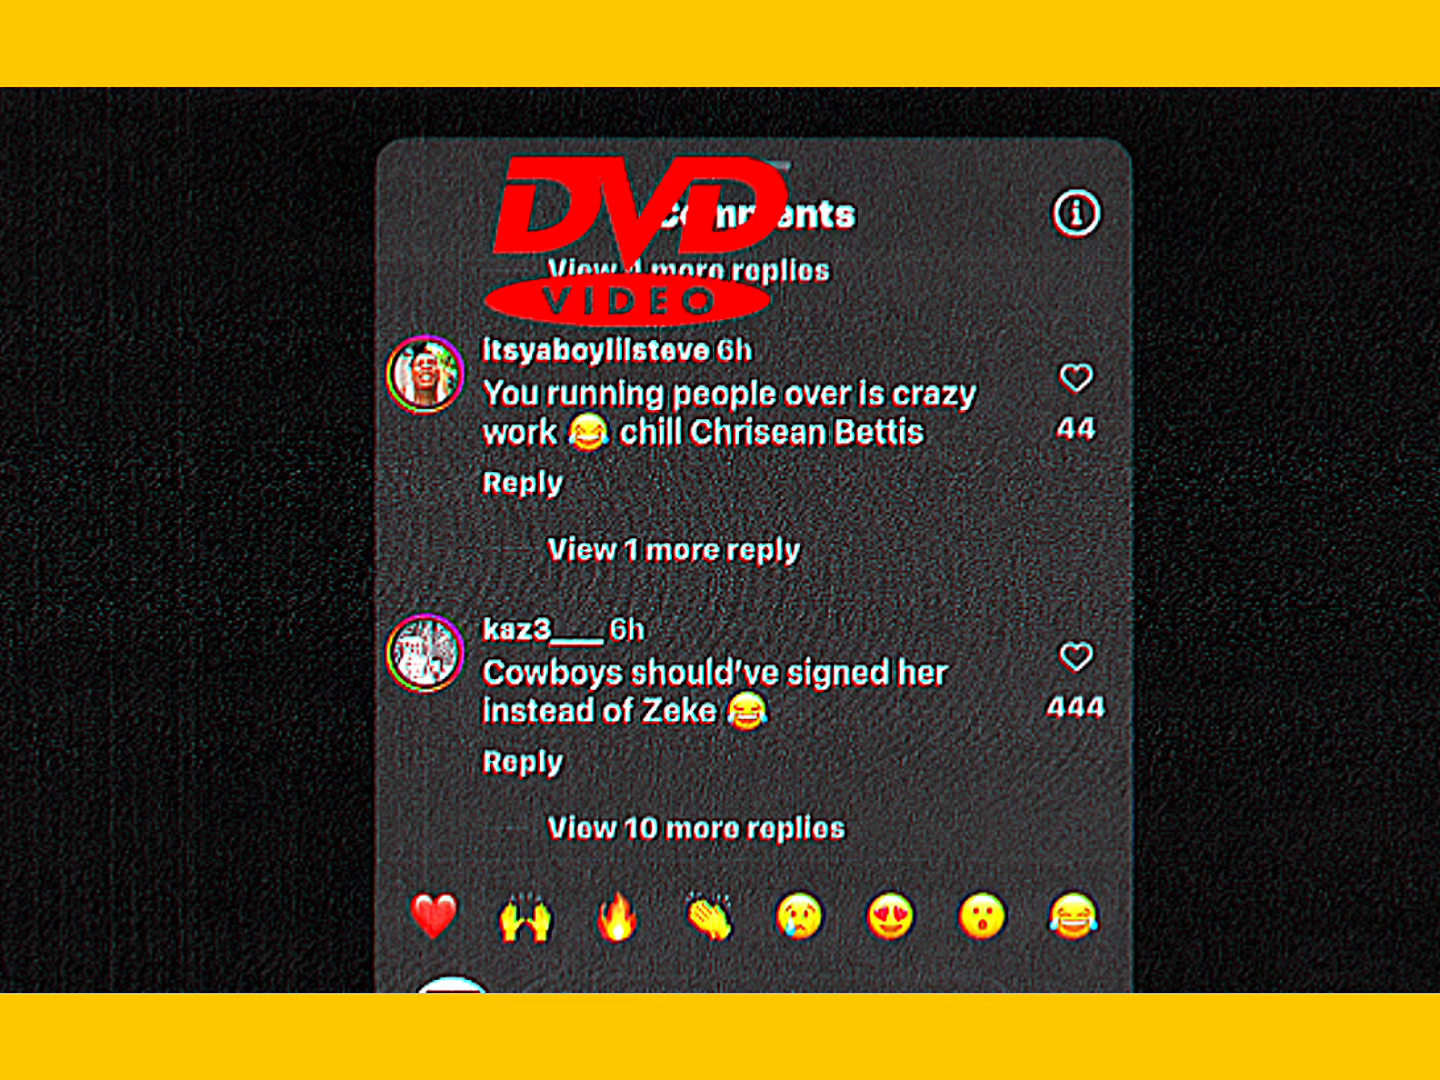 DVD
VIDEO
Comments
View more replies
itsyaboylilsteve 6h
You running people over is crazy
work 😂 chill Chrisean Bettis
44
Reply
View 1 more reply
kaz3___ 6h
Cowboys should've signed her
instead of Zeke 😂
444
Reply
View 10 more replies